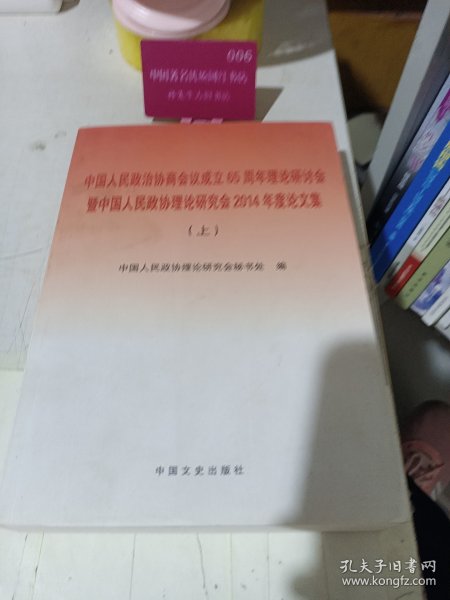 006
中国人民政治协商会议成立65周年理论研讨会
暨中国人民政协理论研究会2014年度论文集
（上）
中国人民政协理论研究会秘书处 编
中国文史出版社
孔夫子旧书网
www.kongfz.com